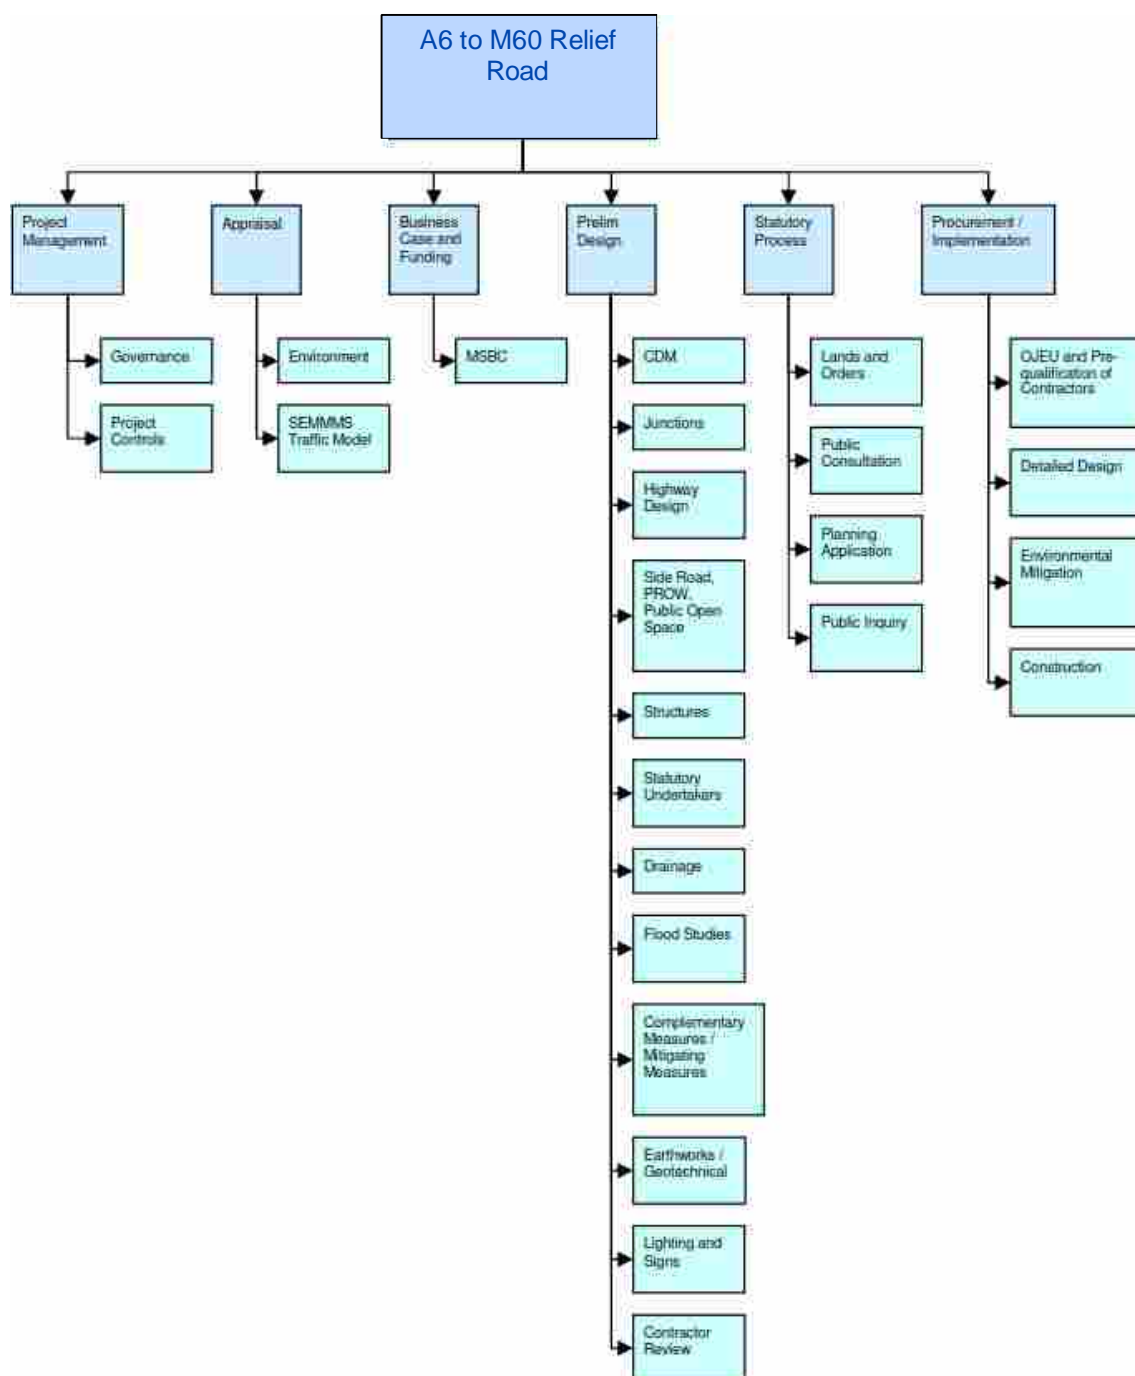 A6 to M60 Relief
Road
Project
Management
Appraisal
Business
Case and
Funding
Prelim
Design
Statutory
Process
Procurement /
Implementation
Governance
Project
Controls
Environment
SEMMMS
Traffic Model
MSBC
CDM
Junctions
Highway
Design
Side Road,
PROW,
Public Open
Space
Structures
Statutory
Undertakers
Drainage
Flood Studies
Complementary
Measures /
Mitigating
Measures
Earthworks /
Geotechnical
Lighting and
Signs
Contractor
Review
Lands and
Orders
Public
Consultation
Planning
Application
Public Inquiry
OJEU and Pre-
qualification of
Contractors
Detailed Design
Environmental
Mitigation
Construction